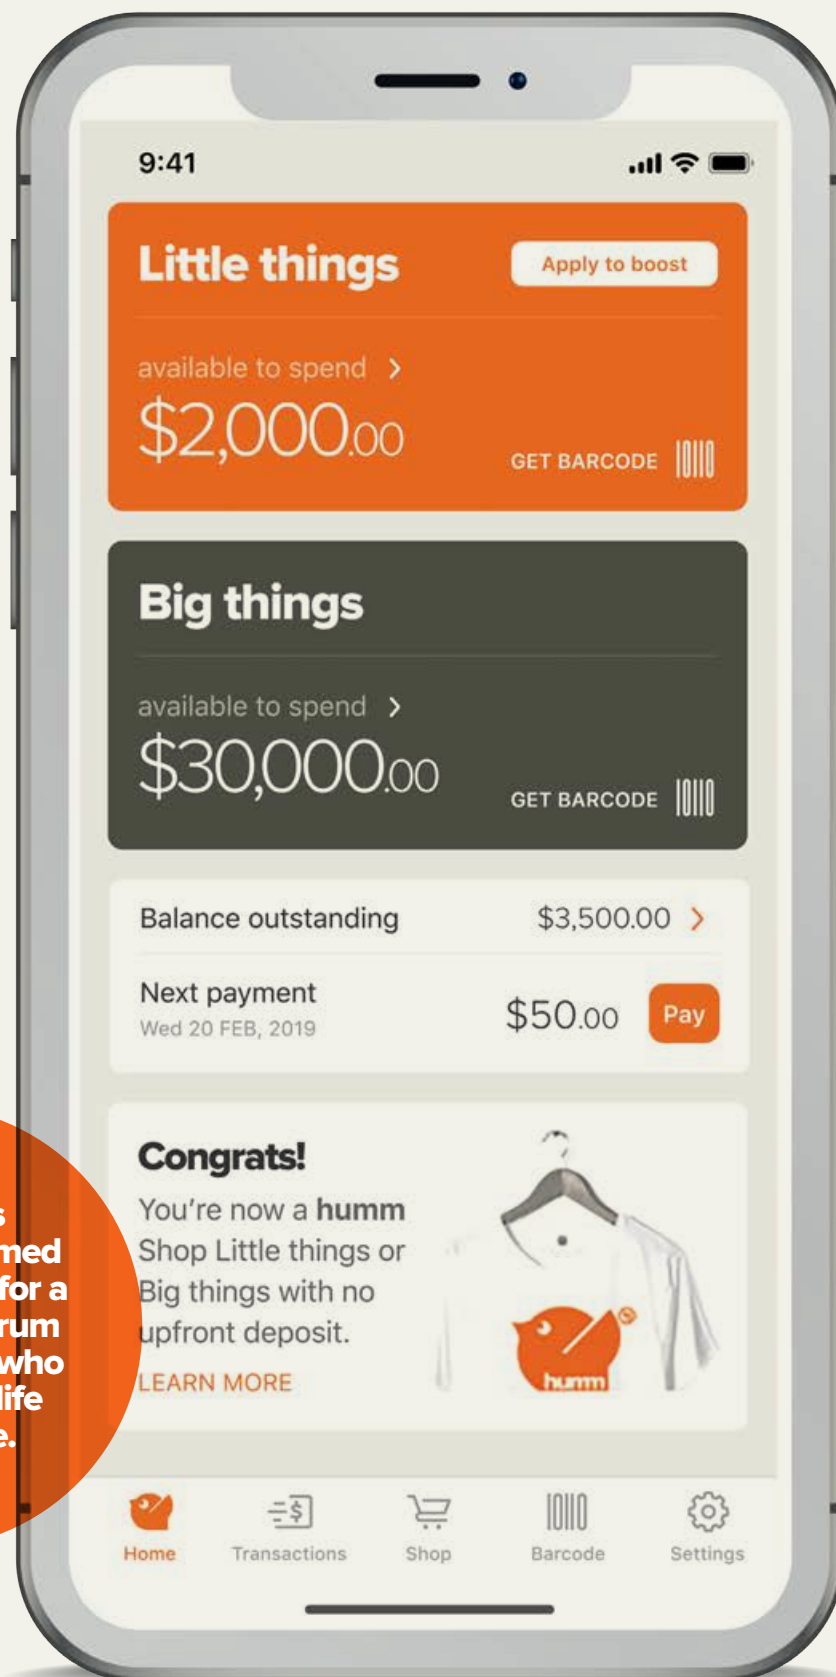 9:41
Little things
Apply to boost
available to spend
$2,000.00
GET BARCODE
Big things
available to spend
$30,000.00
GET BARCODE
Balance outstanding $3,500.00
Next payment
Wed 20 FEB, 2019
$50.00 Pay
Congrats!
You're now a humm
Shop Little things or
Big things with no
upfront deposit.
LEARN MORE
humm
for a
who
life
Home Transactions Shop Barcode Settings